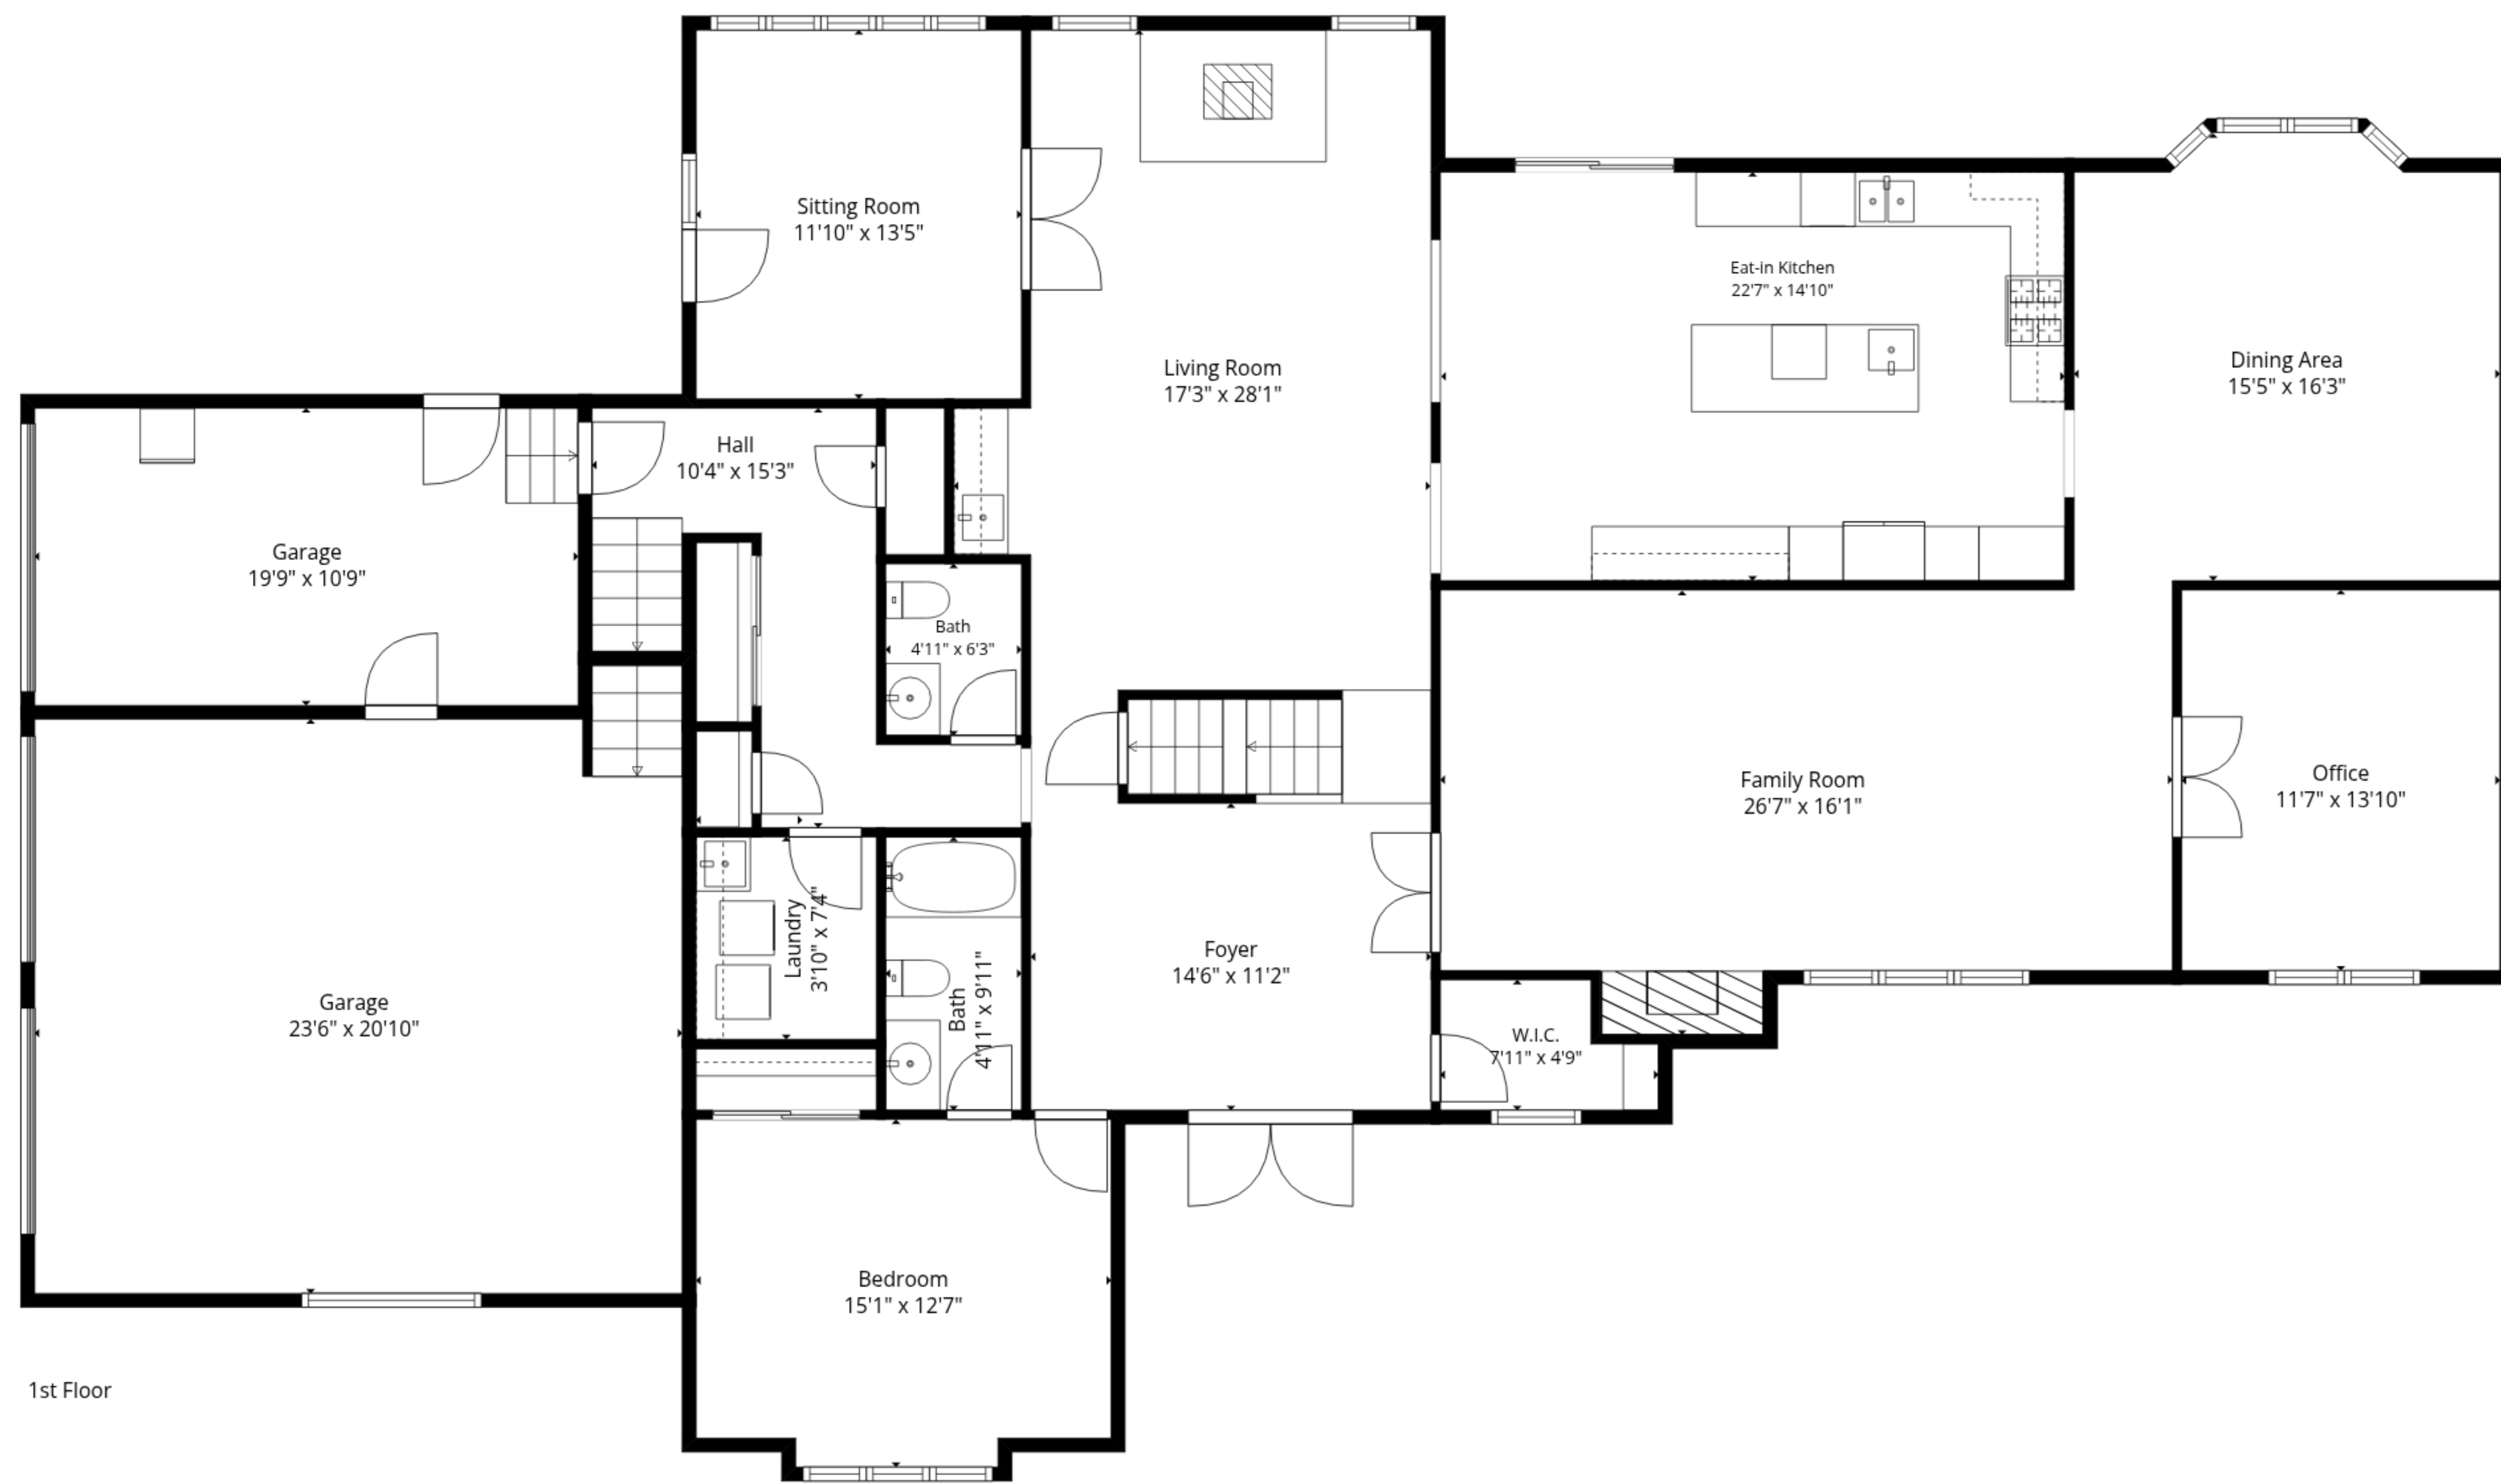 Sitting Room
11'10" x 13'5"
Eat-in Kitchen
22'7" x 14'10"
Living Room
17'3" x 28'1"
Dining Area
15'5" x 16'3"
Hall
10'4" x 15'3"
Garage
19'9" x 10'9"
Bath
4'11" x 6'3"
Family Room
26'7" x 16'1"
Office
11'7" x 13'10"
Laundry
3'10" x 7'4"
Foyer
14'6" x 11'2"
Bath
4'11" x 9'11"
Garage
23'6" x 20'10"
W.I.C.
7'11" x 4'9"
Bedroom
15'1" x 12'7"
1st Floor